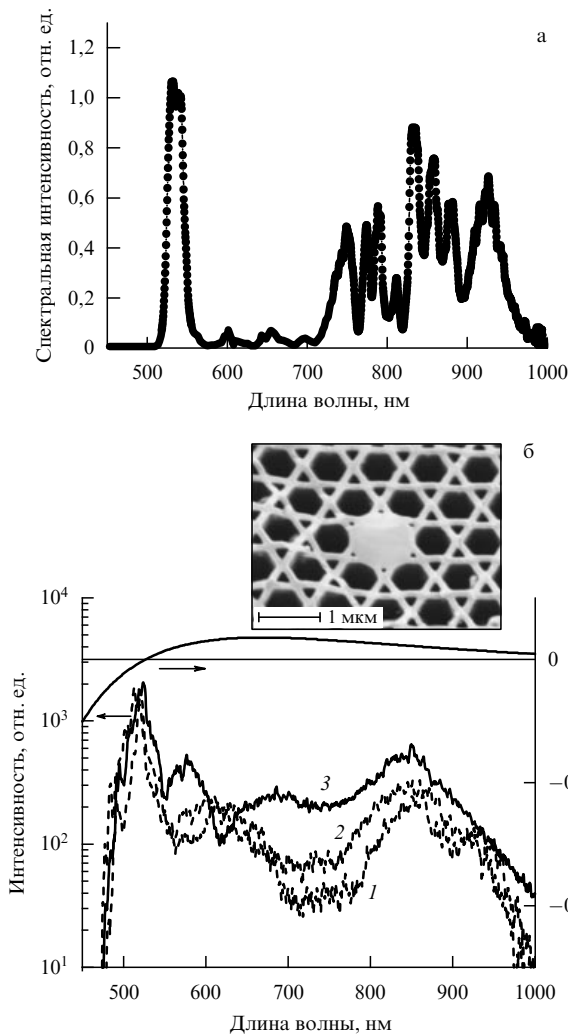 а
Спектральная интенсивность, отн. ед.
1,2
1,0
0,8
0,6
0,4
0,2
0
500 600 700 800 900 1000
Длина волны, нм
б
1 мкм
Интенсивность, отн. ед.
10⁴
10³
10²
10¹
0
−0
−0
3
2
1
500 600 700 800 900 1000
Длина волны, нм